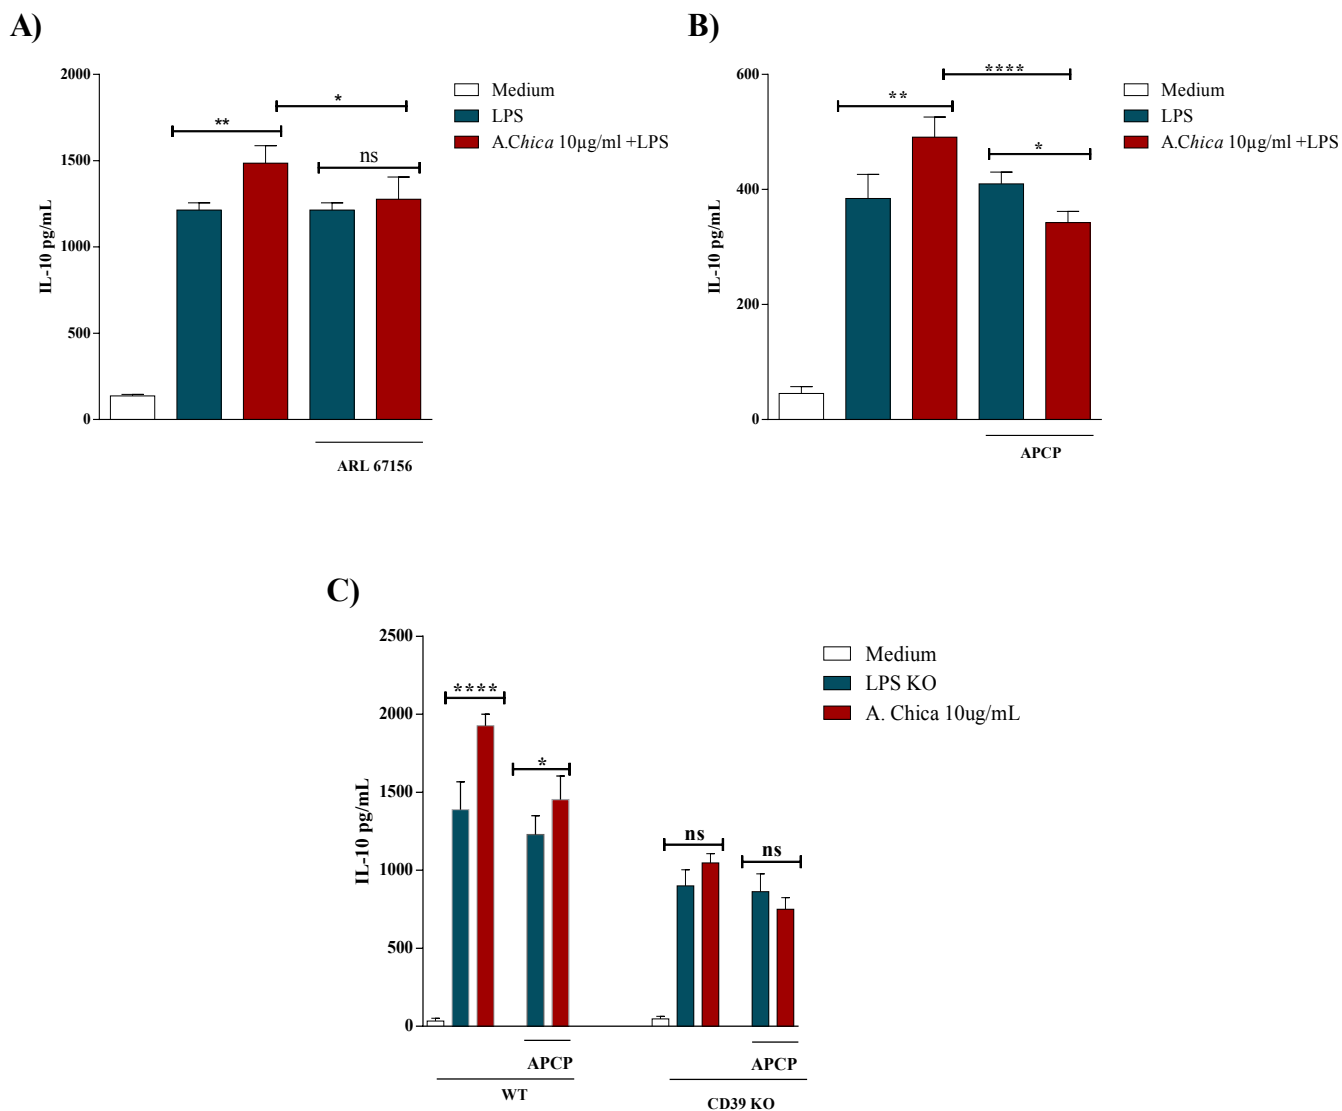 A)
2000
1500
1000
500
0
IL-10 pg/mL
**
*
ns
ARL 67156
Medium
LPS
A.Chica 10µg/ml +LPS
B)
600
400
200
0
IL-10 pg/mL
**
****
*
APCP
Medium
LPS
A.Chica 10µg/ml +LPS
C)
2500
2000
1500
1000
500
0
IL-10 pg/mL
****
*
ns
ns
APCP
APCP
WT
CD39 KO
Medium
LPS KO
A. Chica 10ug/mL